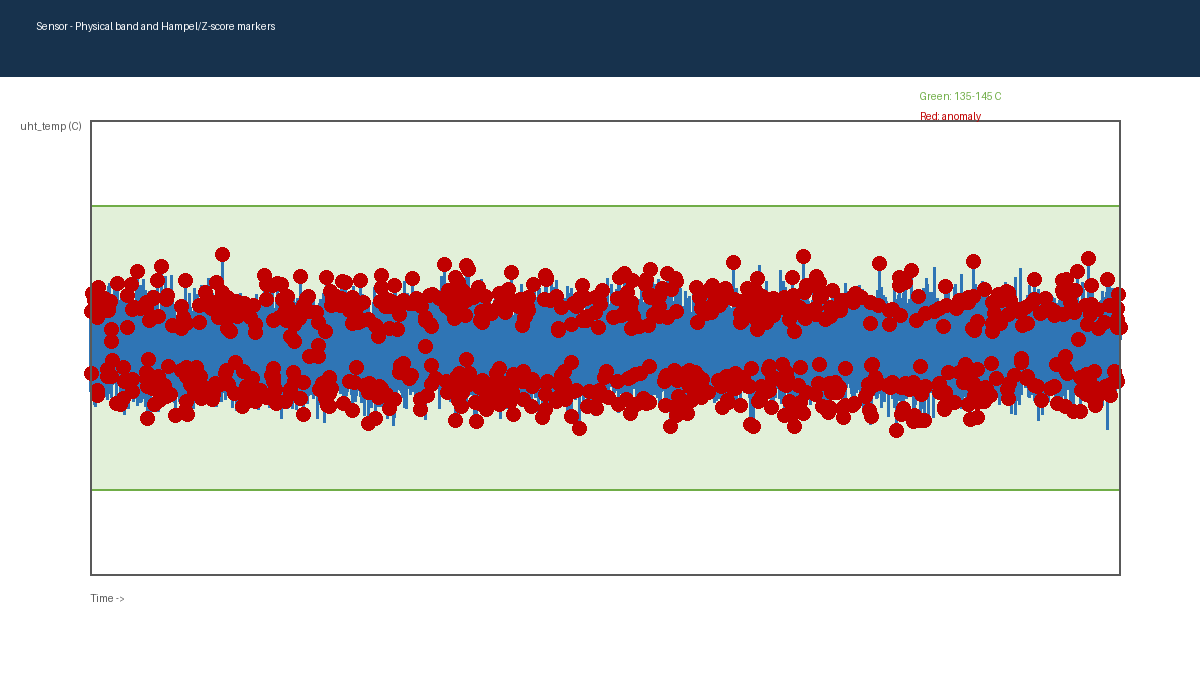 Sensor - Physical band and Hampel/Z-score markers
Green: 135-145 C
Red: anomaly
uht_temp (C)
Time ->